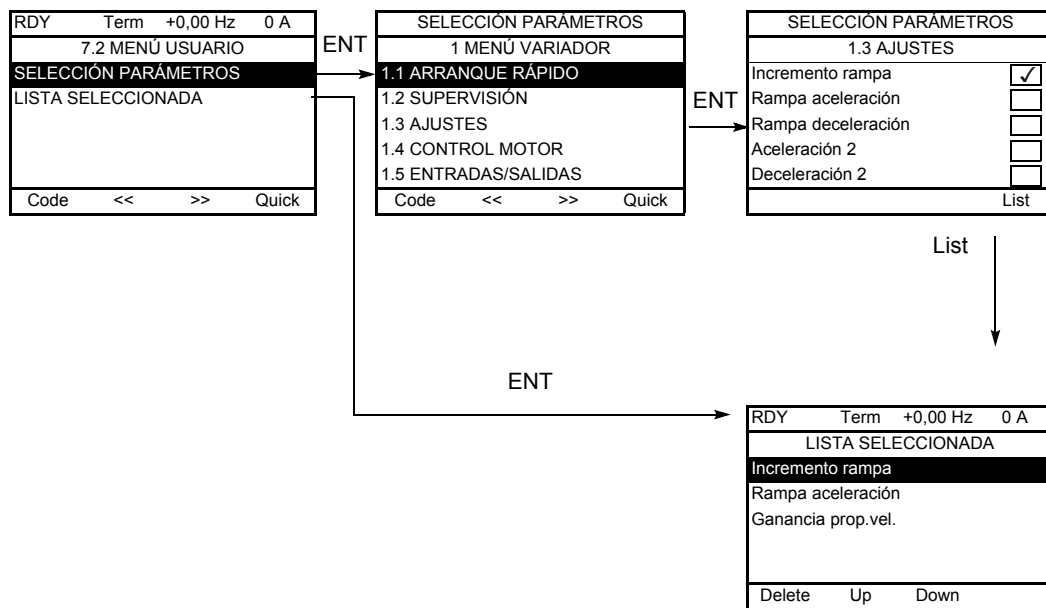 RDY Term +0,00 Hz 0 A
7.2 MENÚ USUARIO
SELECCIÓN PARÁMETROS
LISTA SELECCIONADA
Code << >> Quick
ENT
SELECCIÓN PARÁMETROS
1 MENÚ VARIADOR
1.1 ARRANQUE RÁPIDO
1.2 SUPERVISIÓN
1.3 AJUSTES
1.4 CONTROL MOTOR
1.5 ENTRADAS/SALIDAS
Code << >> Quick
ENT
SELECCIÓN PARÁMETROS
1.3 AJUSTES
Incremento rampa
Rampa aceleración
Rampa deceleración
Aceleración 2
Deceleración 2
List
List
ENT
RDY Term +0,00 Hz 0 A
LISTA SELECCIONADA
Incremento rampa
Rampa aceleración
Ganancia prop.vel.
Delete Up Down